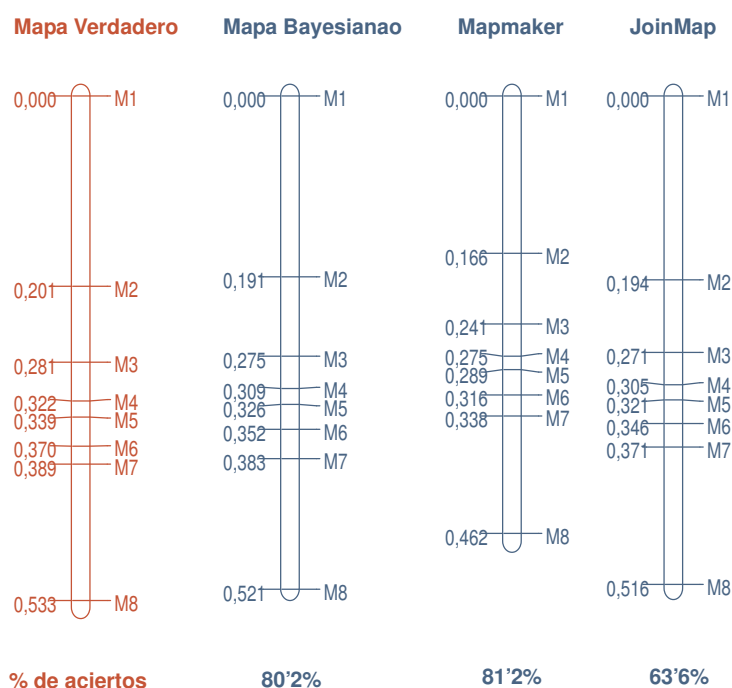 Mapa Verdadero Mapa Bayesianao Mapmaker JoinMap
0,000 M1 0,000 M1 0,000 M1 0,000 M1
0,166 M2
0,201 M2 0,191 M2 0,194 M2
0,241 M3
0,281 M3 0,275 M3 0,275 M4 0,271 M3
0,289 M5
0,322 M4 0,309 M4 0,316 M6 0,305 M4
0,339 M5 0,326 M5 0,338 M7 0,321 M5
0,370 M6 0,352 M6 0,346 M6
0,389 M7 0,383 M7 0,371 M7
0,462 M8
0,533 M8 0,521 M8 0,516 M8
% de aciertos 80'2% 81'2% 63'6%